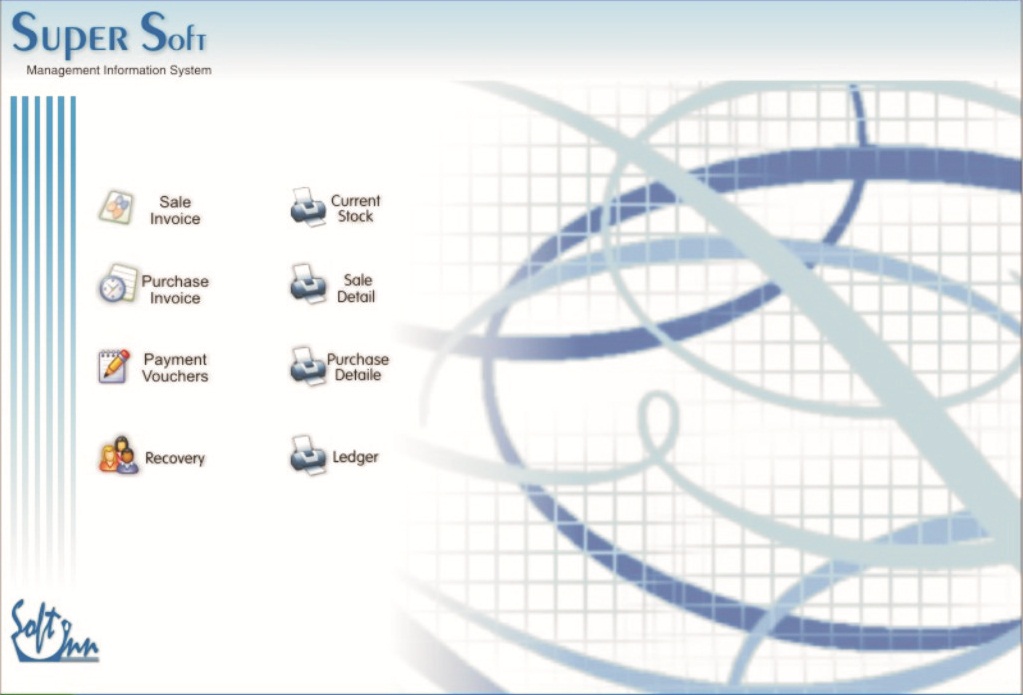 Super Soft
Management Information System
Sale
Invoice
Current
Stock
Purchase
Invoice
Sale
Detail
Payment
Vouchers
Purchase
Detaile
Recovery
Ledger
Soft Inn